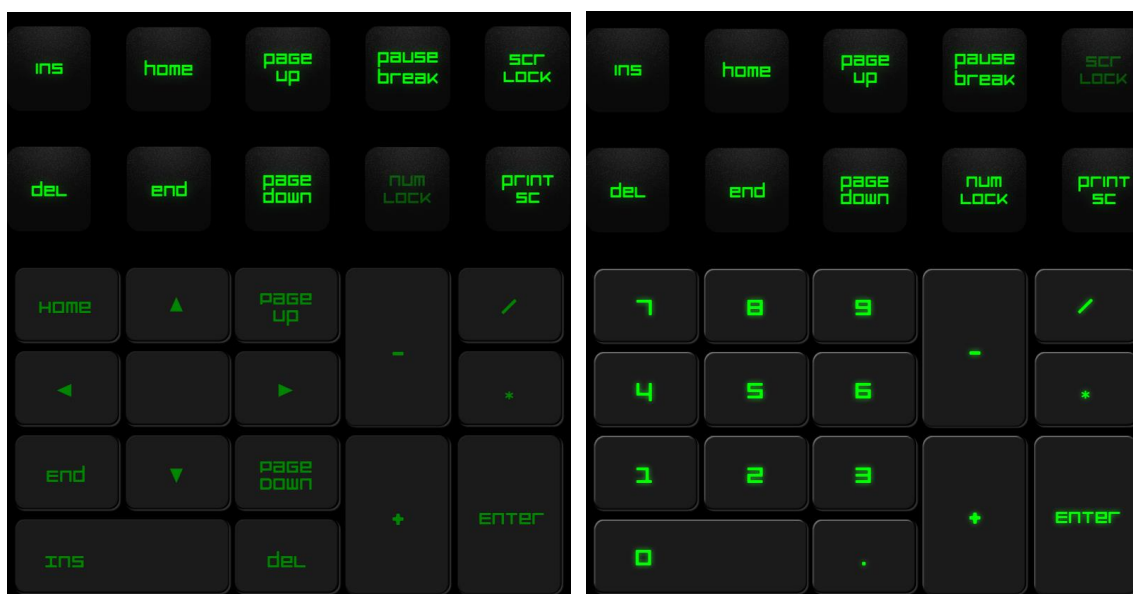 ins home page up pause break scr lock
del end page down num lock print sc
Home ▲ page up - /
◄ ► *
End ▼ page down + Enter
Ins del
ins home page up pause break scr lock
del end page down num lock print sc
7 8 9 - /
4 5 6 *
1 2 3 + Enter
0 .